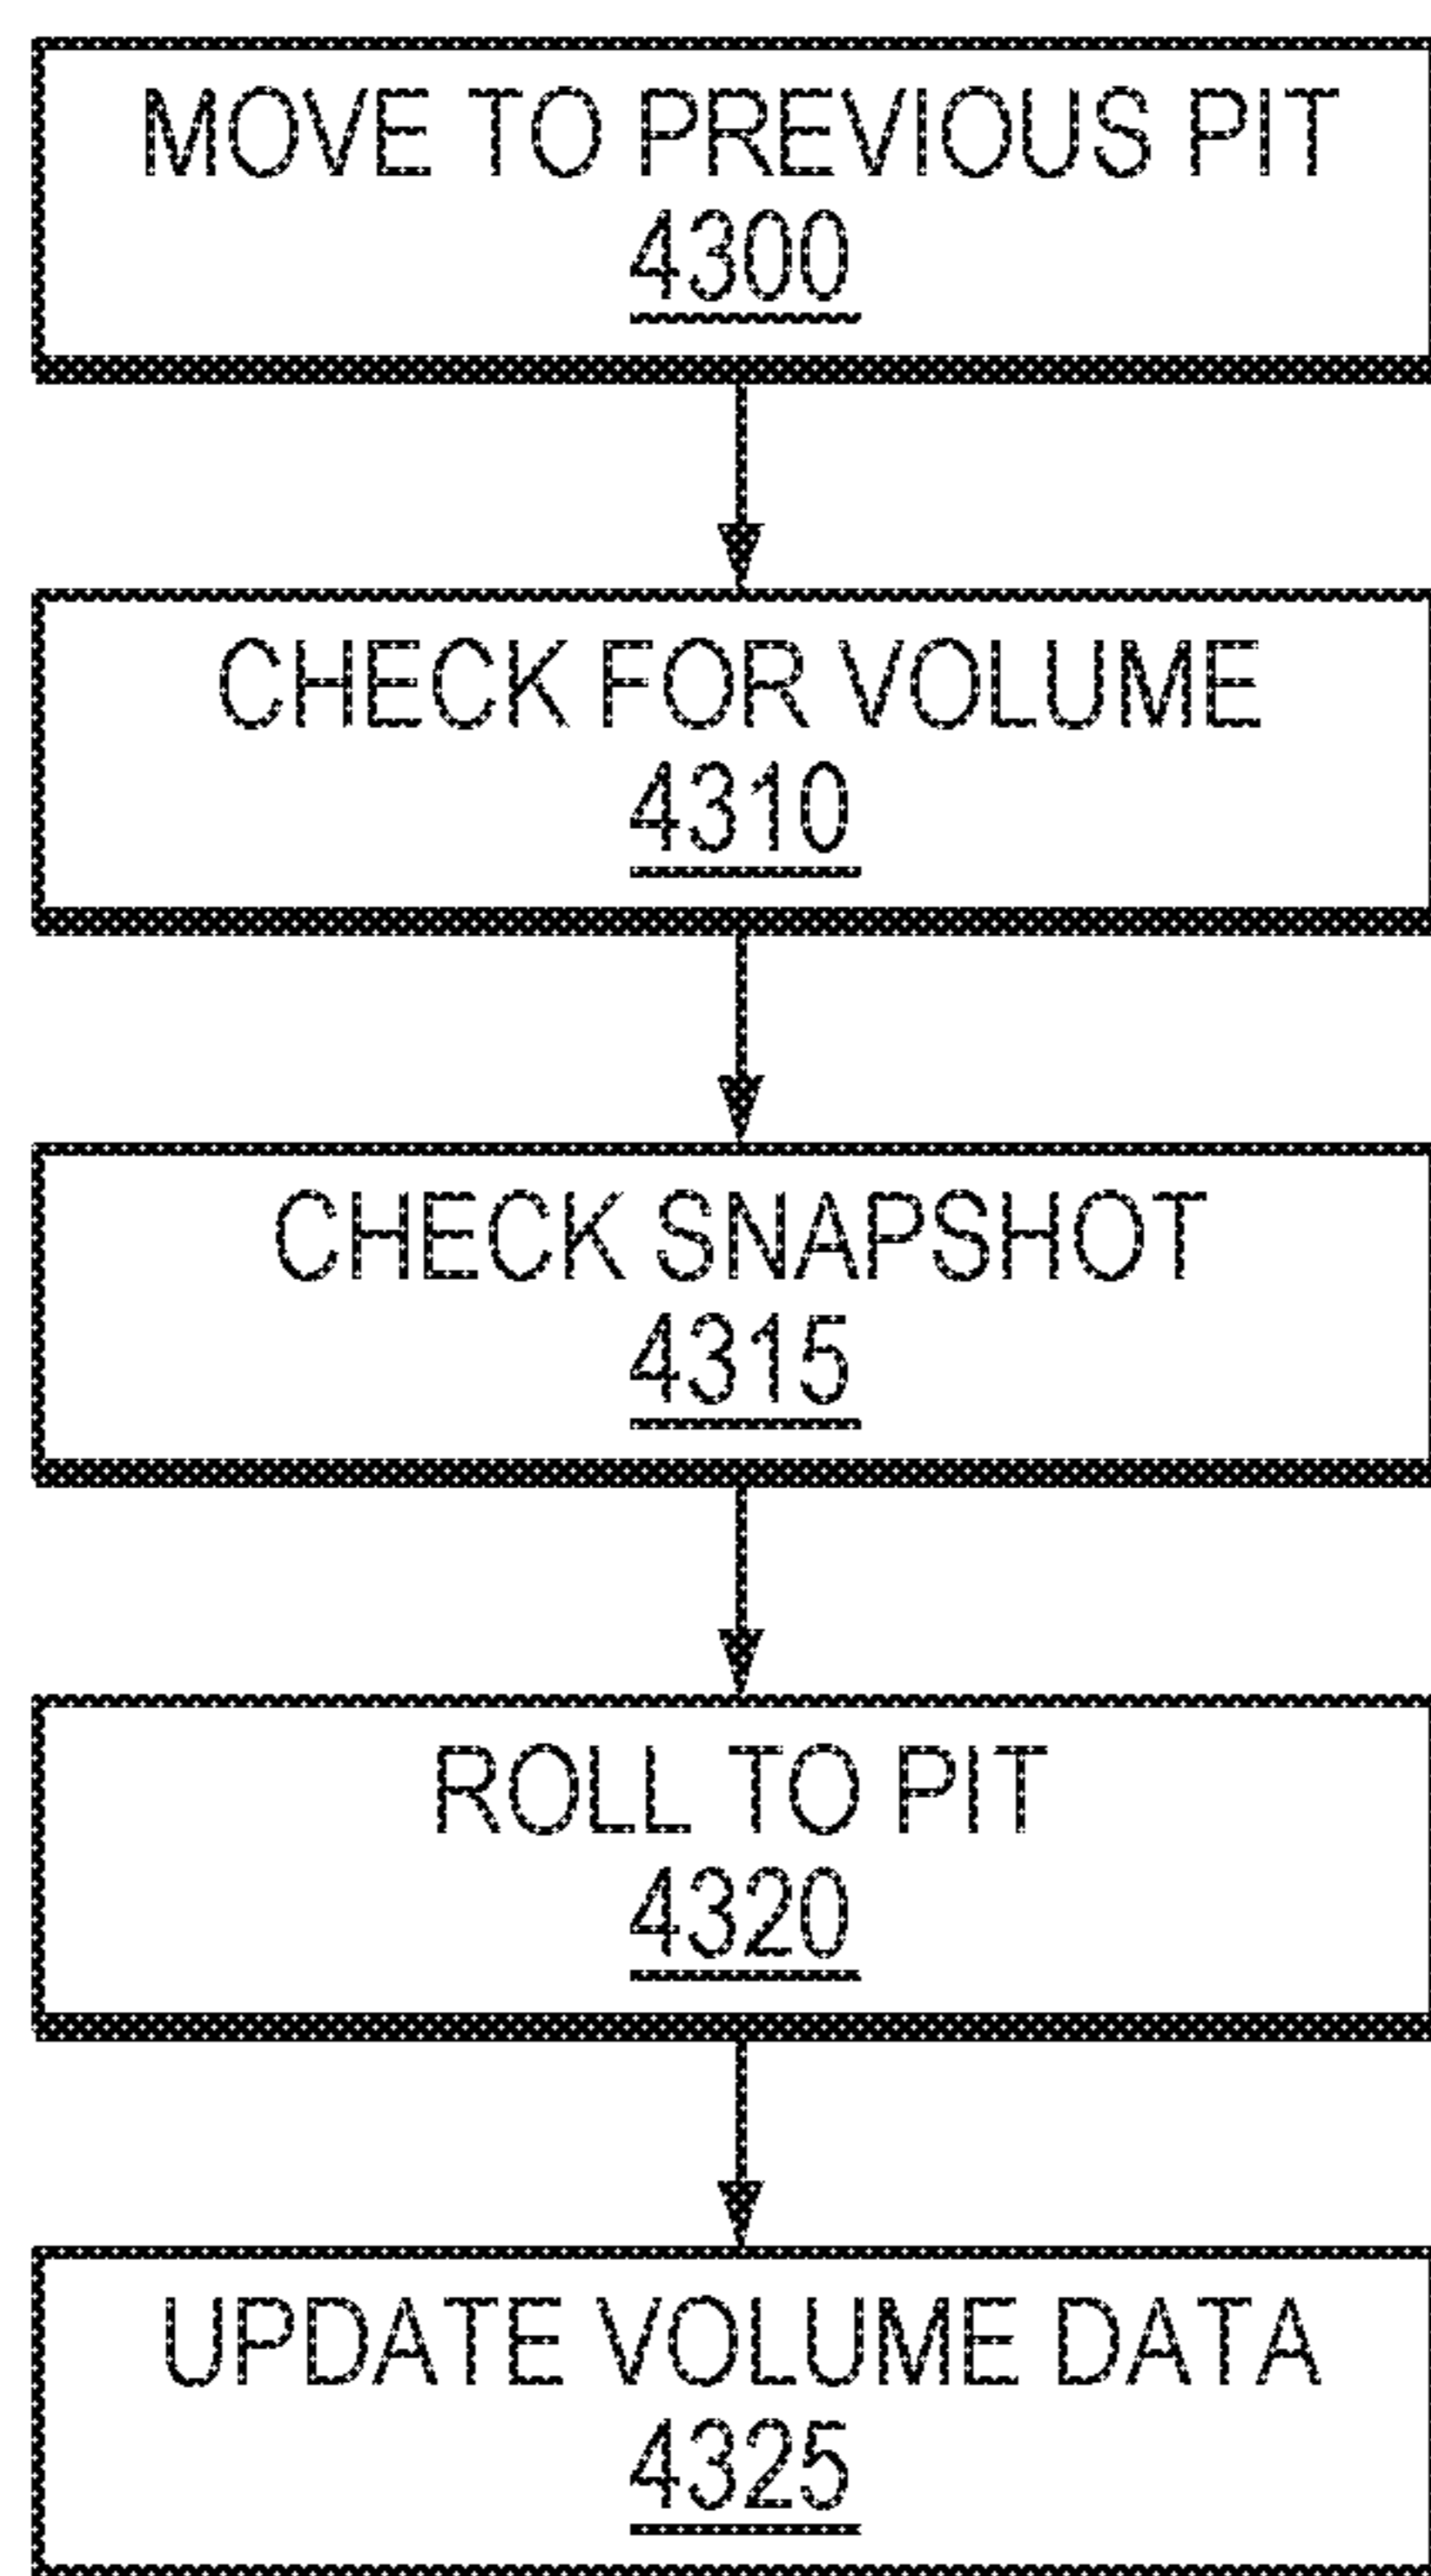 MOVE TO PREVIOUS PIT
4300
CHECK FOR VOLUME
4310
CHECK SNAPSHOT
4315
ROLL TO PIT
4320
UPDATE VOLUME DATA
4325